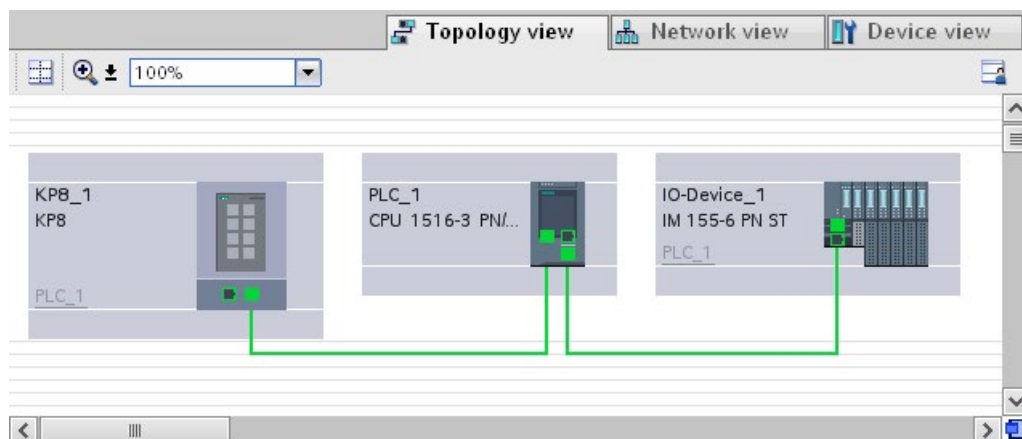 Topology view
Network view
Device view
100%
KP8_1
KP8
PLC_1
PLC_1
CPU 1516-3 PN/...
IO-Device_1
IM 155-6 PN ST
PLC_1